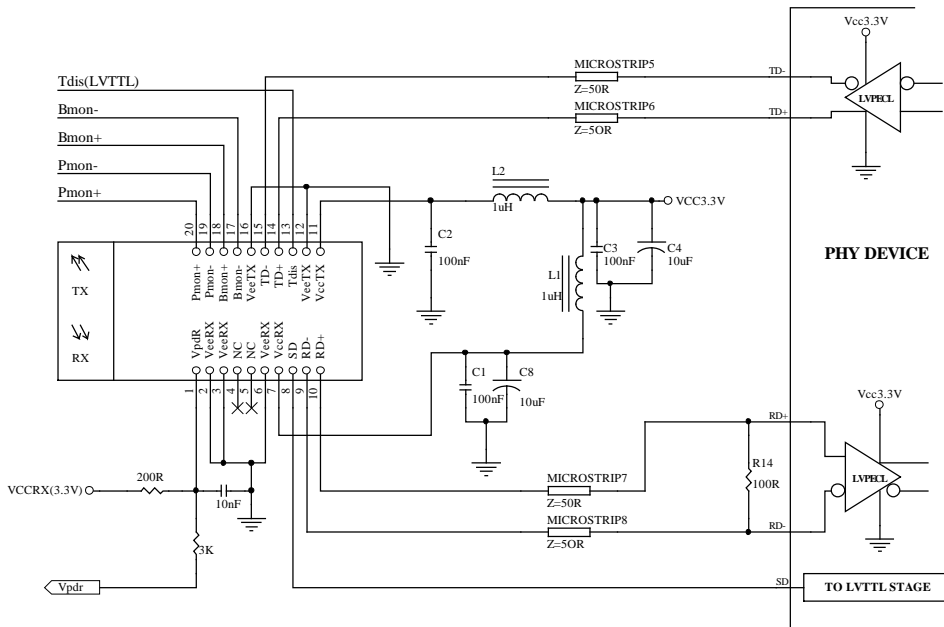 Vcc3.3V
MICROSTRIP5
TD-
Tdis(LVTTL)
Z=50R
LVPECL
Bmon-
MICROSTRIP6
TD+
Z=5OR
Bmon+
Pmon-
L2
Pmon+
1uH
VCC3.3V
20
19
18
17
16
15
14
13
12
11
C2
100nF
C3
100nF
C4
10uF
PHY DEVICE
L1
1uH
TX
Pmon+
Pmon-
Bmon+
Bmon-
VeeTX
TD-
TD+
Tdis
VeeTX
VccTX
RX
VpdR
VeeRX
VeeRX
NC
NC
VeeRX
VccRX
SD
RD-
RD+
1
2
3
4
5
6
7
8
9
10
C1
100nF
C8
10uF
Vcc3.3V
RD+
200R
VCCRX(3.3V)
10nF
MICROSTRIP7
Z=50R
R14
100R
LVPECL
MICROSTRIP8
Z=5OR
RD-
3K
Vpdr
SD
TO LVTTL STAGE